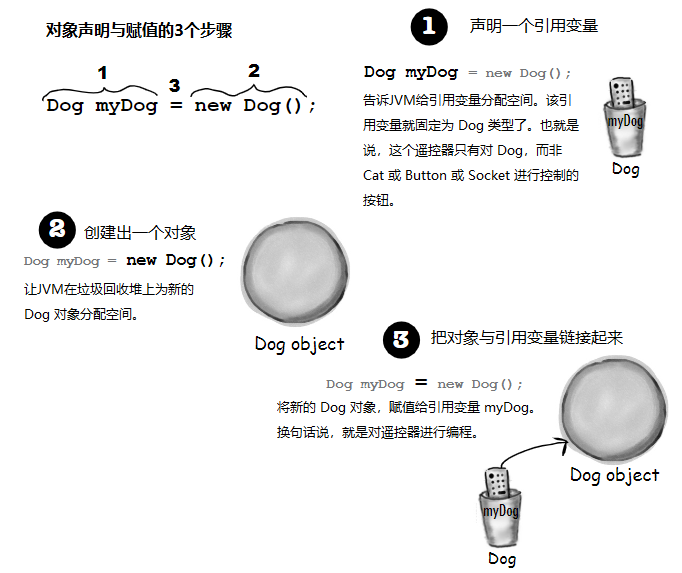 对象声明与赋值的3个步骤
1
3
2
Dog myDog = new Dog();
1
声明一个引用变量
Dog myDog = new Dog();
告诉JVM给引用变量分配空间。该引
用变量就固定为 Dog 类型了。也就是
说，这个遥控器只有对 Dog，而非
Cat 或 Button 或 Socket 进行控制的
按钮。
myDog
Dog
2
创建出一个对象
Dog myDog = new Dog();
让JVM在垃圾回收堆上为新的
Dog 对象分配空间。
Dog object
3
把对象与引用变量链接起来
Dog myDog = new Dog();
将新的 Dog 对象，赋值给引用变量 myDog。
换句话说，就是对遥控器进行编程。
Dog object
myDog
Dog